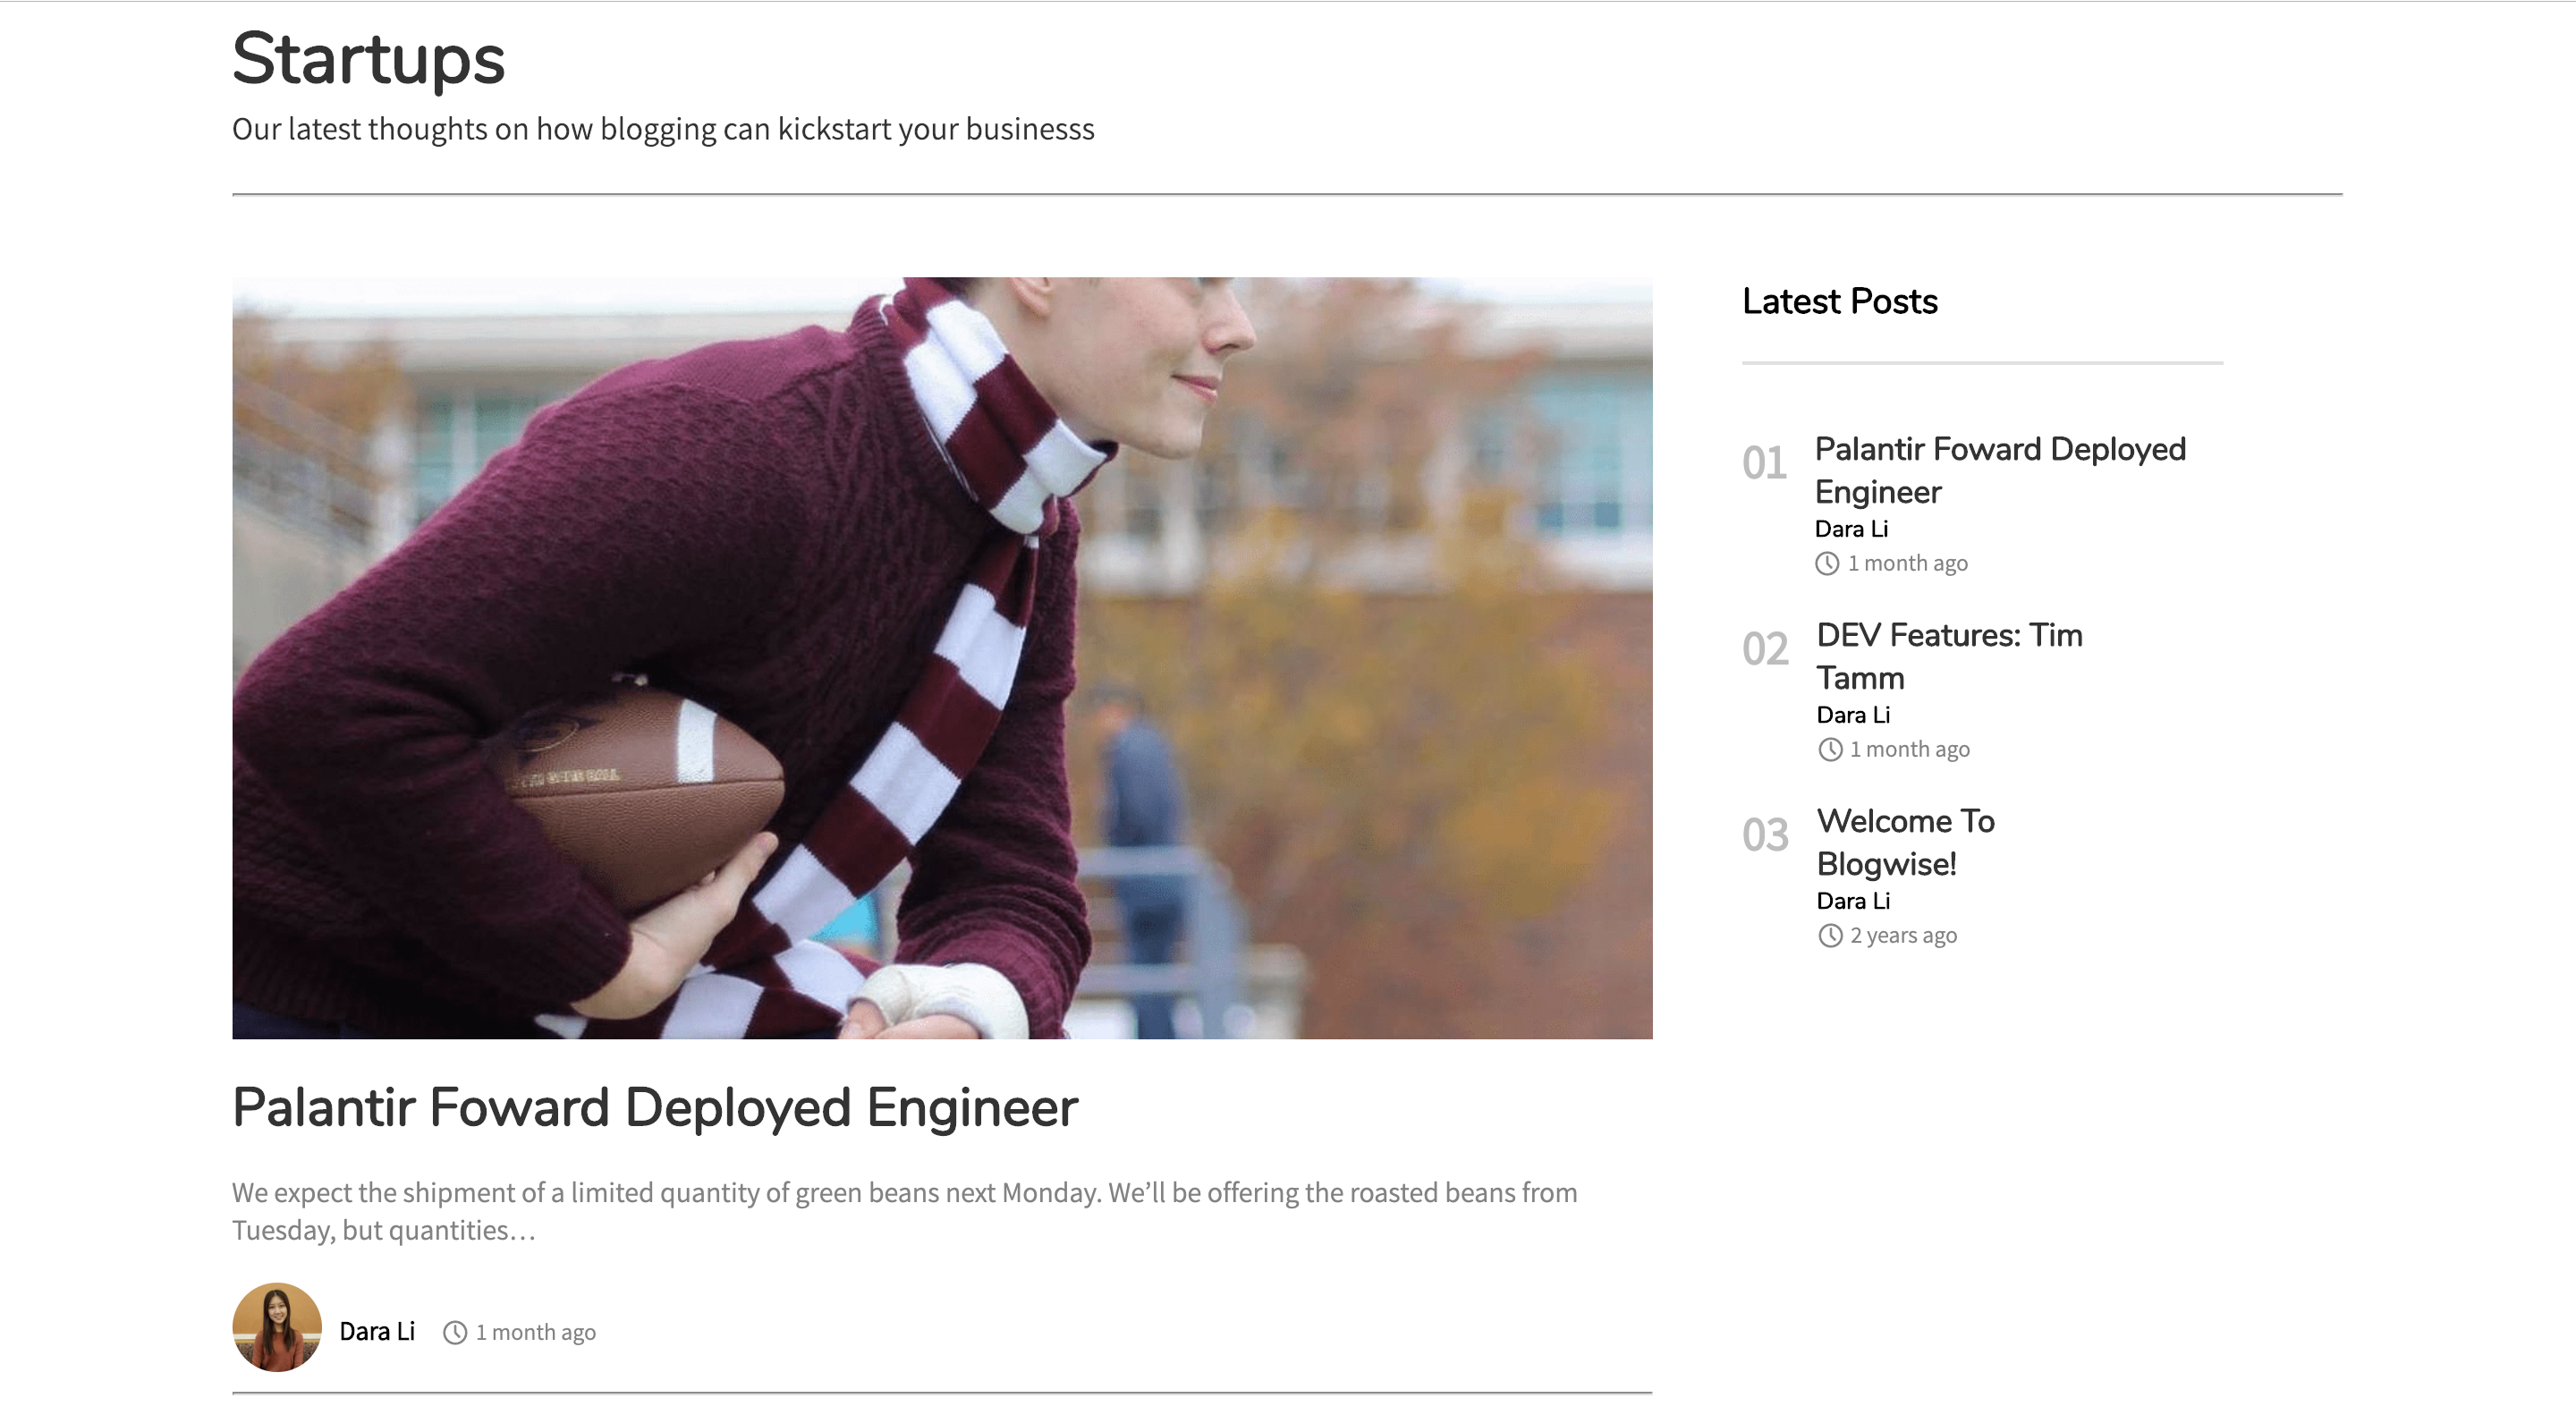 Startups
Our latest thoughts on how blogging can kickstart your businesss
Latest Posts
01
Palantir Foward Deployed
Engineer
Dara Li
1 month ago
02
DEV Features: Tim
Tamm
Dara Li
1 month ago
03
Welcome To
Blogwise!
Dara Li
2 years ago
Palantir Foward Deployed Engineer
We expect the shipment of a limited quantity of green beans next Monday. We’ll be offering the roasted beans from
Tuesday, but quantities…
Dara Li
1 month ago